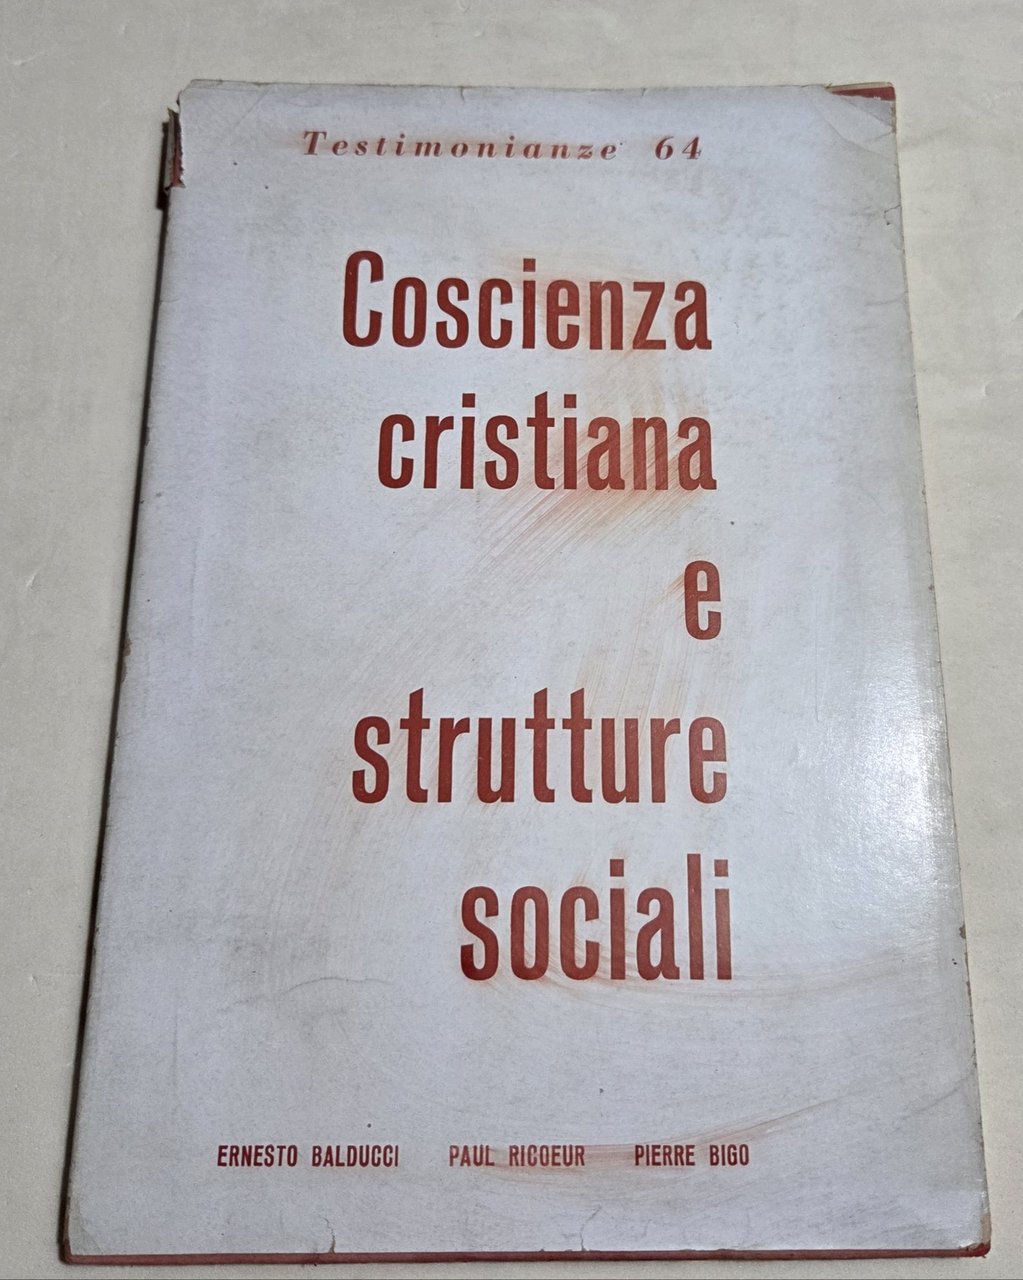 Testimonianze 64
Coscienza
cristiana
e
strutture
sociali
ERNESTO BALDUCCI PAUL RICOEUR PIERRE BIGO